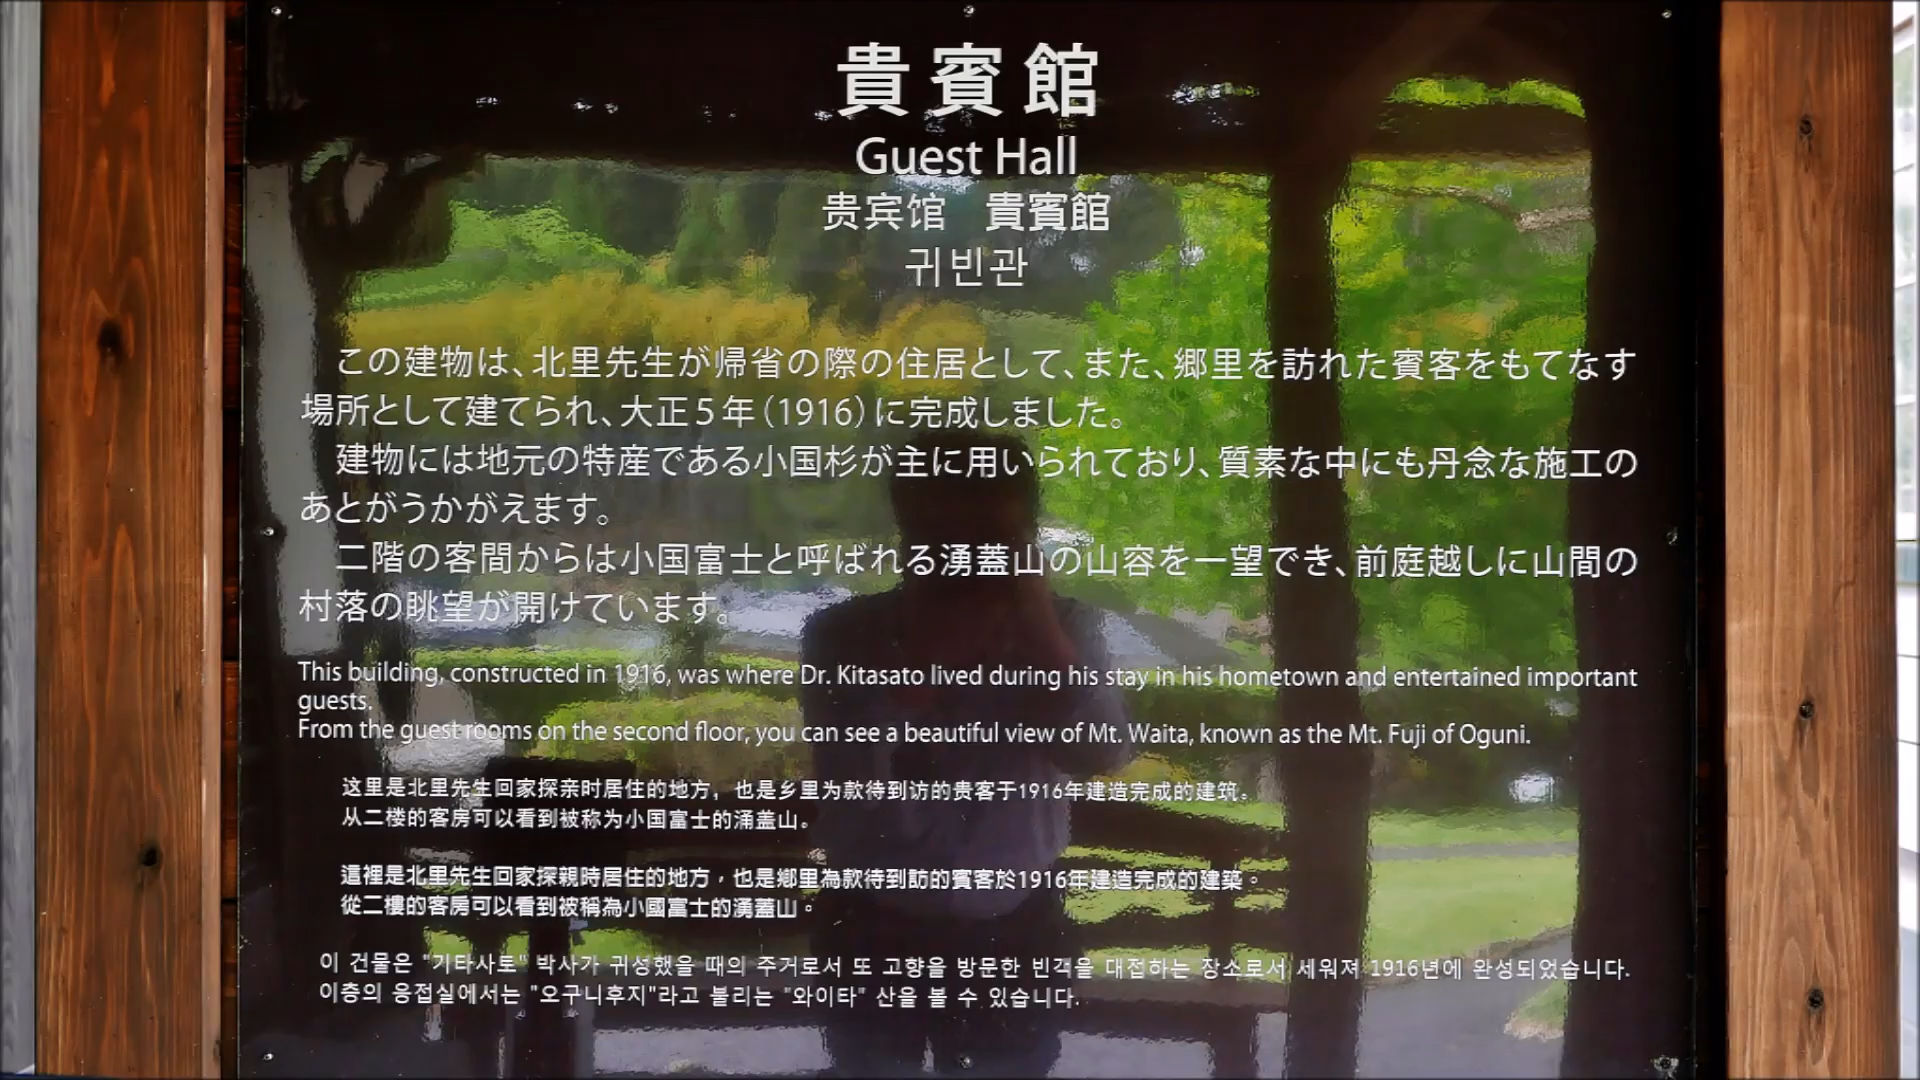 貴賓館
Guest Hall
贵宾馆　貴賓館
귀빈관
この建物は、北里先生が帰省の際の住居として、また、郷里を訪れた賓客をもてなす
場所として建てられ、大正5年（1916）に完成しました。
建物には地元の特産である小国杉が主に用いられており、質素な中にも丹念な施工の
あとがうかがえます。
二階の客間からは小国富士と呼ばれる湧蓋山の山容を一望でき、前庭越しに山間の
村落の眺望が開けています。
This building, constructed in 1916, was where Dr. Kitasato lived during his stay in his hometown and entertained important
guests.
From the guest rooms on the second floor, you can see a beautiful view of Mt. Waita, known as the Mt. Fuji of Oguni.
这里是北里先生回家探亲时居住的地方，也是乡里为款待到访的贵客于1916年建造完成的建筑。
从二楼的客房可以看到被称为小国富士的涌盖山。
這裡是北里先生回家探親時居住的地方，也是鄉里為款待到訪的賓客於1916年建造完成的建築。
從二樓的客房可以看到被稱為小國富士的湧蓋山。
이 건물은 "기타사토" 박사가 귀성했을 때의 주거로서 또 고향을 방문한 빈객을 대접하는 장소로서 세워져 1916년에 완성되었습니다.
이층의 응접실에서는 "오구니후지"라고 불리는 "와이타" 산을 볼 수 있습니다.